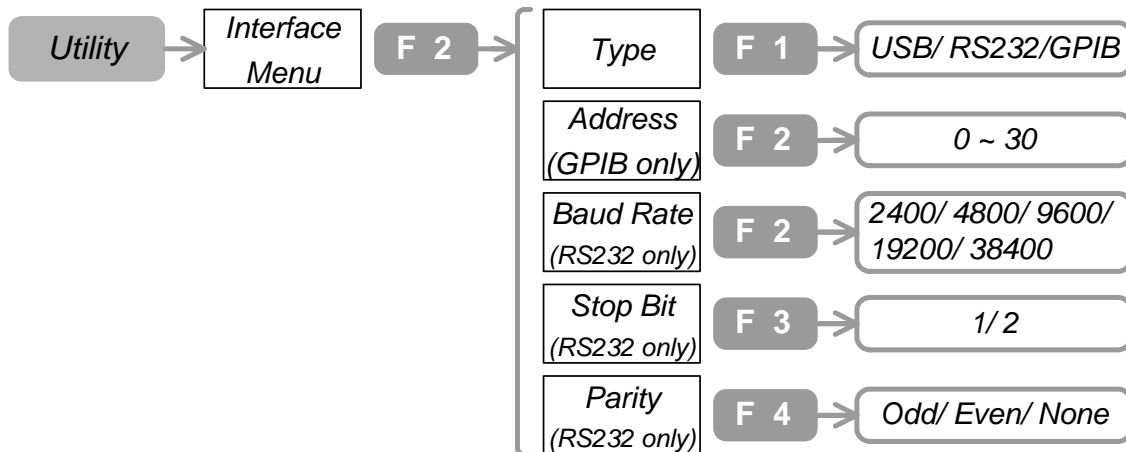 Utility
Interface
Menu
F 2
Type
F 1
USB/ RS232/GPIB
Address
(GPIB only)
F 2
0 ~ 30
Baud Rate
(RS232 only)
F 2
2400/ 4800/ 9600/
19200/ 38400
Stop Bit
(RS232 only)
F 3
1/ 2
Parity
(RS232 only)
F 4
Odd/ Even/ None